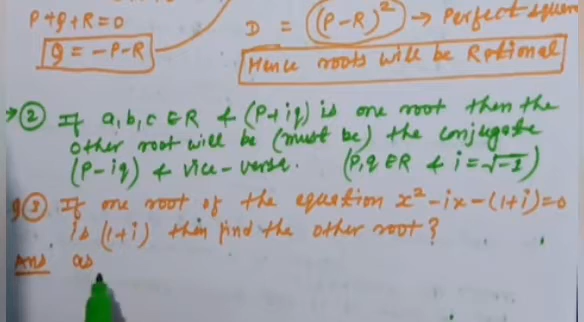 P+q+R=0
D = (P-R)² → Perfect square
q = -P-R
Hence roots will be Rational
→ ② If a,b,c ∈ R & (P+iq) is one root then the
other root will be (must be) the conjugate
(P-iq) & vice-versa. (P,q ∈ R & i=√-1)
Q① If one root of the equation x²-ix-(1+i)=0
is (1+i) then find the other root?
Ans as